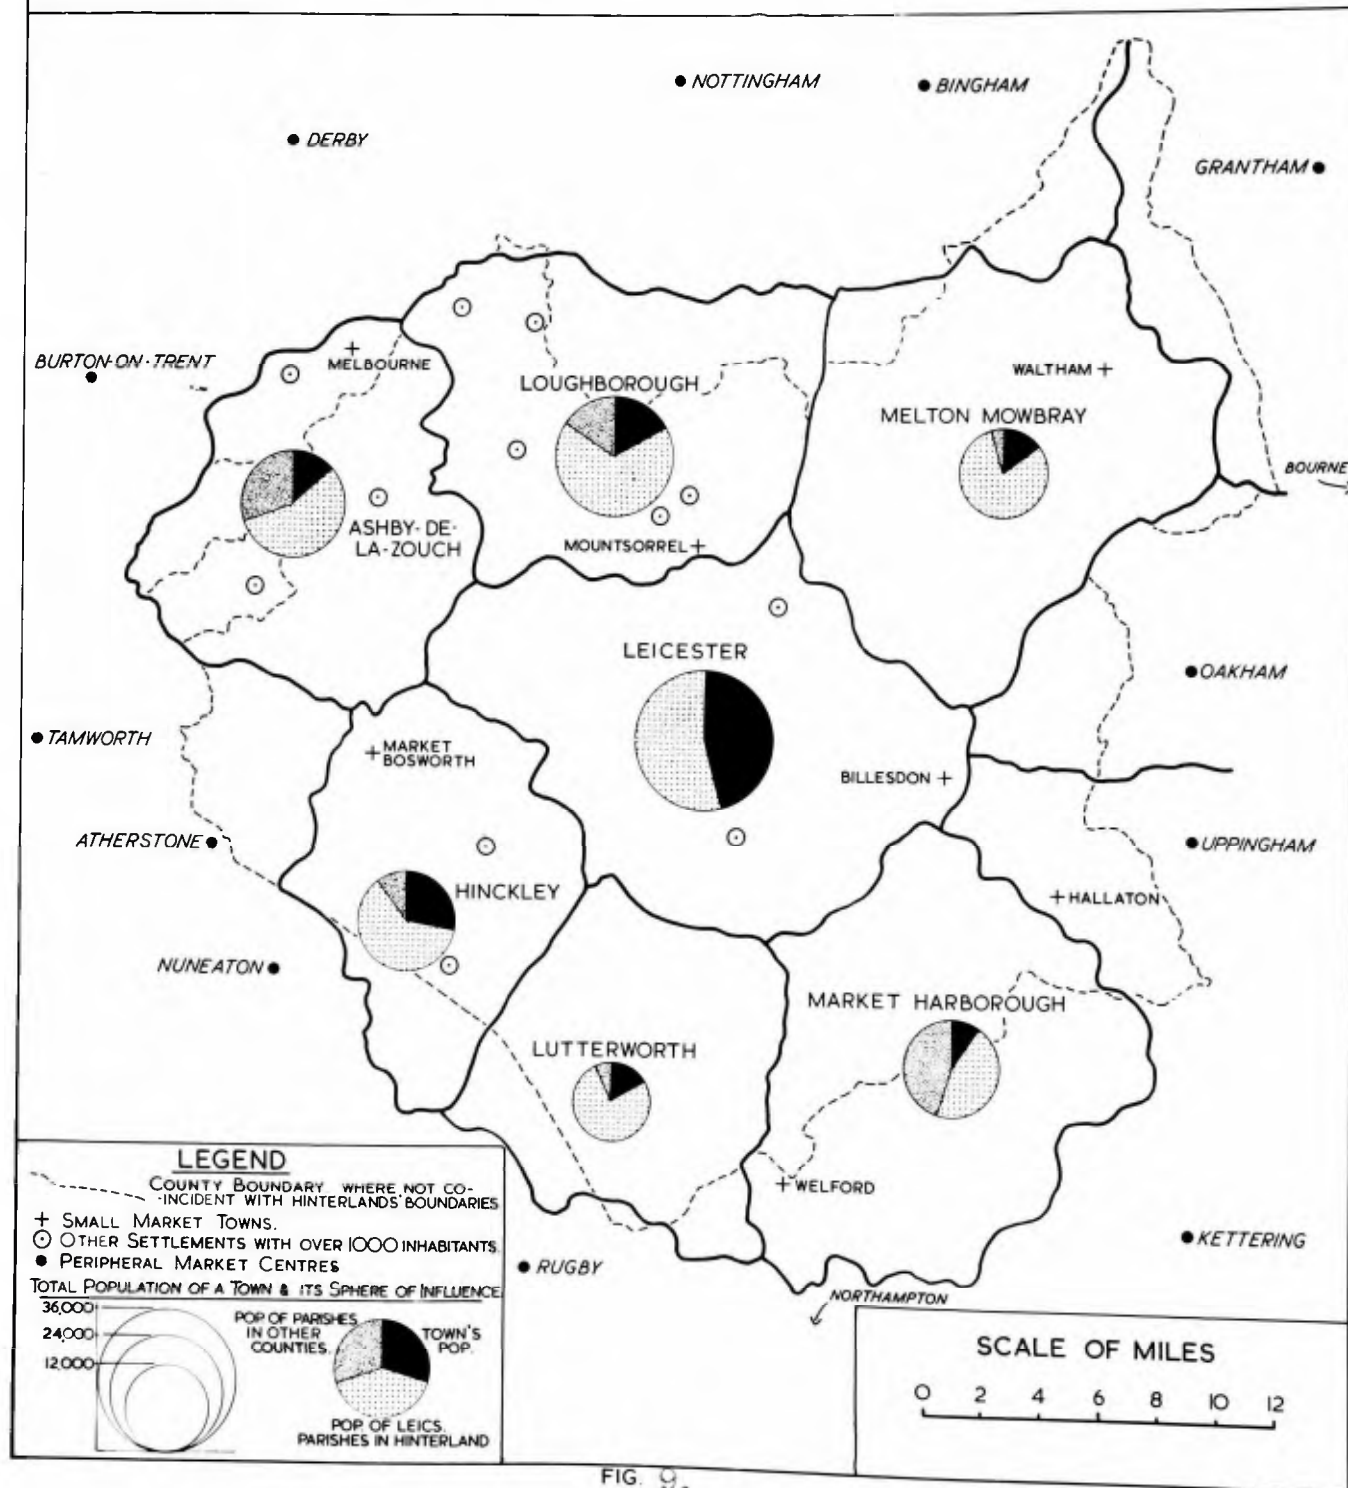 NOTTINGHAM
BINGHAM
DERBY
GRANTHAM
BURTON-ON-TRENT
MELBOURNE
LOUGHBOROUGH
WALTHAM
MELTON MOWBRAY
BOURNE
ASHBY-DE-
LA-ZOUCH
MOUNTSORREL
LEICESTER
OAKHAM
TAMWORTH
MARKET
BOSWORTH
BILLESDON
ATHERSTONE
UPPINGHAM
HINCKLEY
HALLATON
NUNEATON
MARKET HARBOROUGH
LUTTERWORTH
WELFORD
KETTERING
RUGBY
NORTHAMPTON
LEGEND
COUNTY BOUNDARY WHERE NOT CO-
-INCIDENT WITH HINTERLANDS' BOUNDARIES
SMALL MARKET TOWNS.
OTHER SETTLEMENTS WITH OVER 1000 INHABITANTS.
PERIPHERAL MARKET CENTRES
TOTAL POPULATION OF A TOWN & ITS SPHERE OF INFLUENCE
36,000
24,000
12,000
POP OF PARISHES
IN OTHER
COUNTIES.
TOWN'S
POP.
POP. OF LEICS.
PARISHES IN HINTERLAND
SCALE OF MILES
0 2 4 6 8 10 12
FIG. 9.